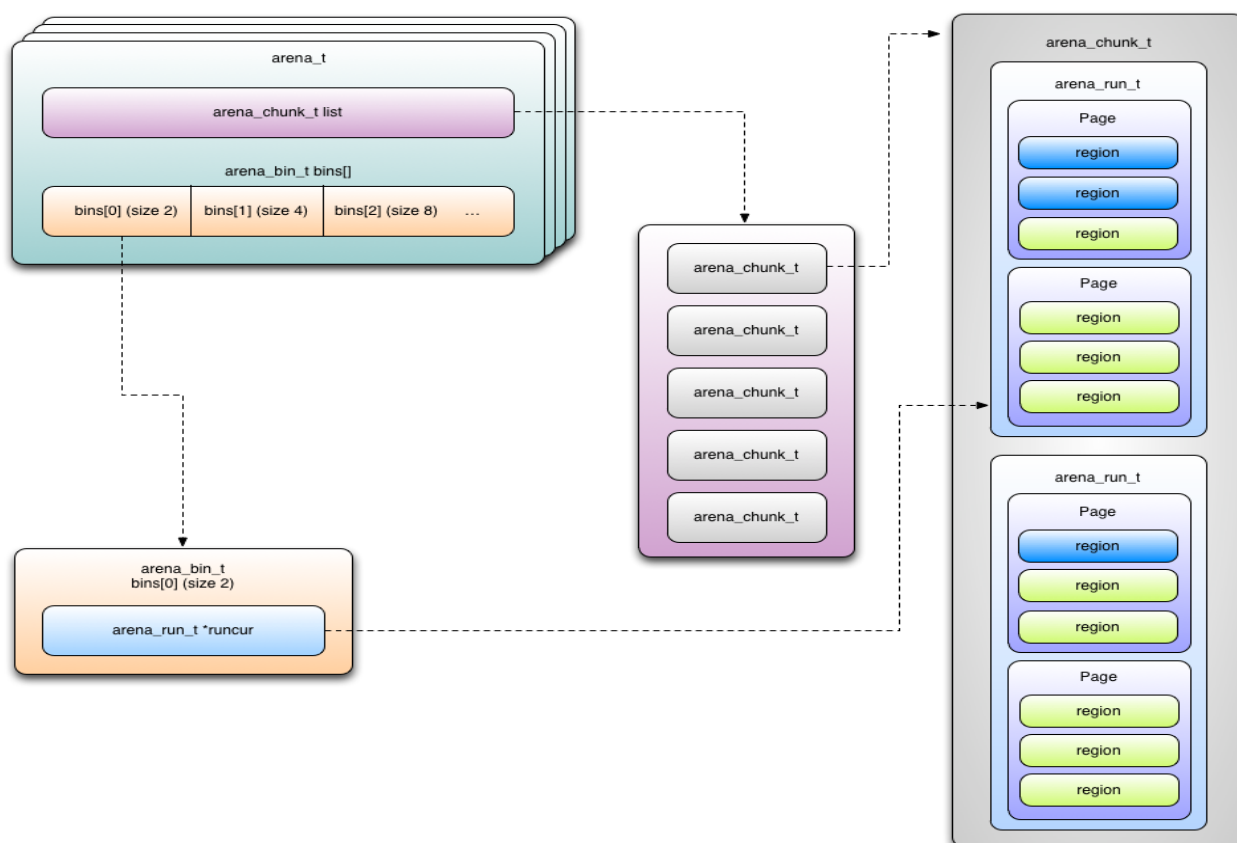 arena_t
arena_chunk_t list
arena_bin_t bins[]
bins[0] (size 2)
bins[1] (size 4)
bins[2] (size 8)
...
arena_chunk_t
arena_chunk_t
arena_chunk_t
arena_chunk_t
arena_chunk_t
arena_bin_t
bins[0] (size 2)
arena_run_t *runcur
arena_chunk_t
arena_run_t
Page
region
region
region
Page
region
region
region
arena_run_t
Page
region
region
region
Page
region
region
region